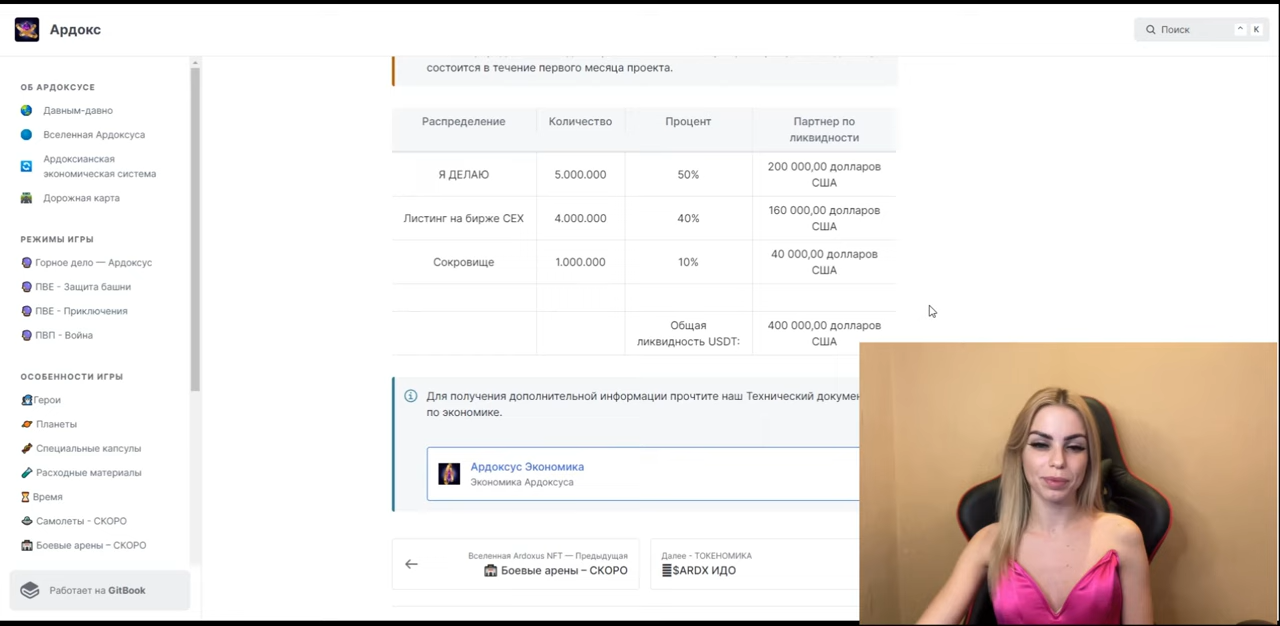 Ардокс
Поиск
^ K
ОБ АРДОКСУСЕ
Давным-давно
Вселенная Ардоксуса
Ардоксианская
экономическая система
Дорожная карта
РЕЖИМЫ ИГРЫ
Горное дело — Ардоксус
ПВЕ - Защита башни
ПВЕ - Приключения
ПВП - Война
ОСОБЕННОСТИ ИГРЫ
Герои
Планеты
Специальные капсулы
Расходные материалы
Время
Самолеты - СКОРО
Боевые арены – СКОРО
Работает на GitBook
состоится в течение первого месяца проекта.
Распределение Количество Процент Партнер по
ликвидности
Я ДЕЛАЮ 5.000.000 50% 200 000,00 долларов
США
Листинг на бирже CEX 4.000.000 40% 160 000,00 долларов
США
Сокровище 1.000.000 10% 40 000,00 долларов
США
Общая 400 000,00 долларов
ликвидность USDT: США
Для получения дополнительной информации прочтите наш Технический докумен
по экономике.
Ардоксус Экономика
Экономика Ардоксуса
Вселенная Ardoxus NFT — Предыдущая
Боевые арены – СКОРО
Далее - ТОКЕНОМИКА
$ARDX ИДО